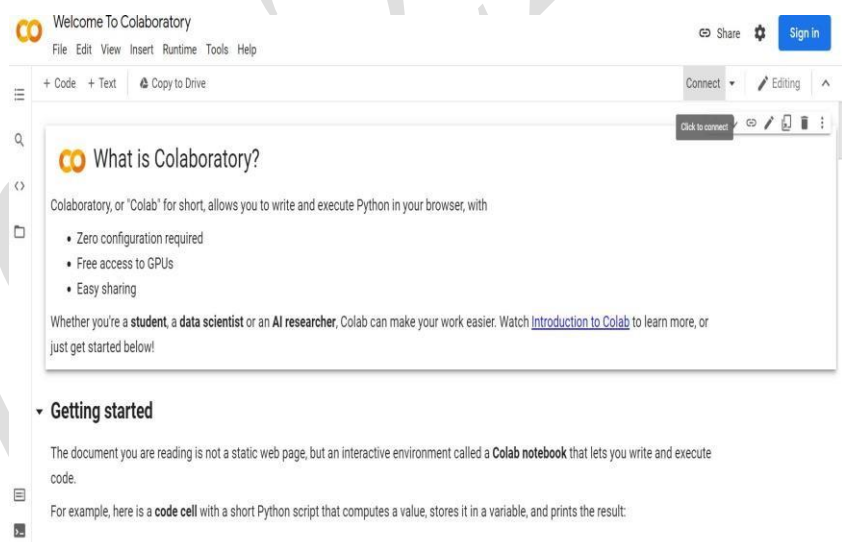 Welcome To Colaboratory
File Edit View Insert Runtime Tools Help
Share
Sign in
+ Code + Text Copy to Drive
Connect
Editing
Click to connect
What is Colaboratory?
Colaboratory, or "Colab" for short, allows you to write and execute Python in your browser, with
• Zero configuration required
• Free access to GPUs
• Easy sharing
Whether you're a student, a data scientist or an AI researcher, Colab can make your work easier. Watch Introduction to Colab to learn more, or
just get started below!
Getting started
The document you are reading is not a static web page, but an interactive environment called a Colab notebook that lets you write and execute
code.
For example, here is a code cell with a short Python script that computes a value, stores it in a variable, and prints the result: